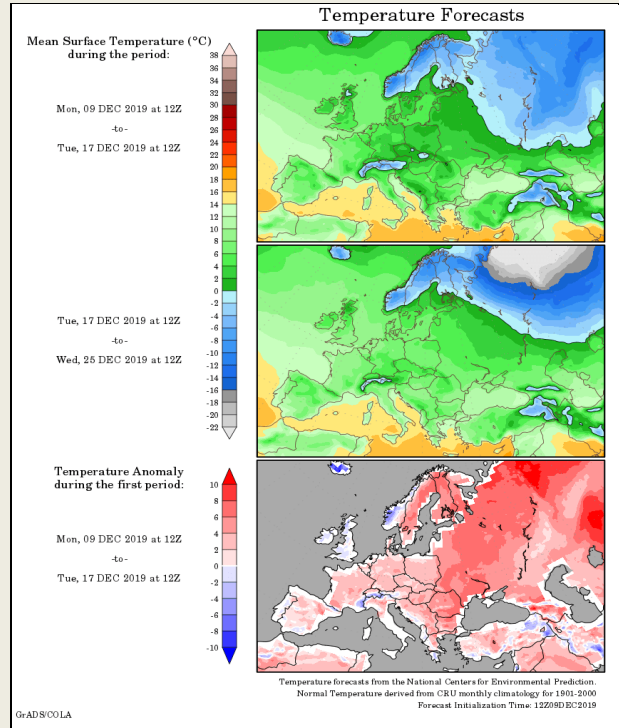 Temperature Forecasts
Mean Surface Temperature (°C)
during the period:
Mon, 09 DEC 2019 at 12Z
-to-
Tue, 17 DEC 2019 at 12Z
38
36
34
32
30
28
26
24
22
20
18
16
14
12
10
8
6
4
2
0
-2
-4
-6
-8
-10
-12
-14
-16
-18
-20
-22
Tue, 17 DEC 2019 at 12Z
-to-
Wed, 25 DEC 2019 at 12Z
Temperature Anomaly
during the first period:
Mon, 09 DEC 2019 at 12Z
-to-
Tue, 17 DEC 2019 at 12Z
10
8
6
4
2
0
-2
-4
-6
-8
-10
Temperature forecasts from the National Centers for Environmental Prediction.
Normal Temperature derived from CRU monthly climatology for 1901-2000
Forecast Initialization Time: 12Z09DEC2019
GrADS/COLA